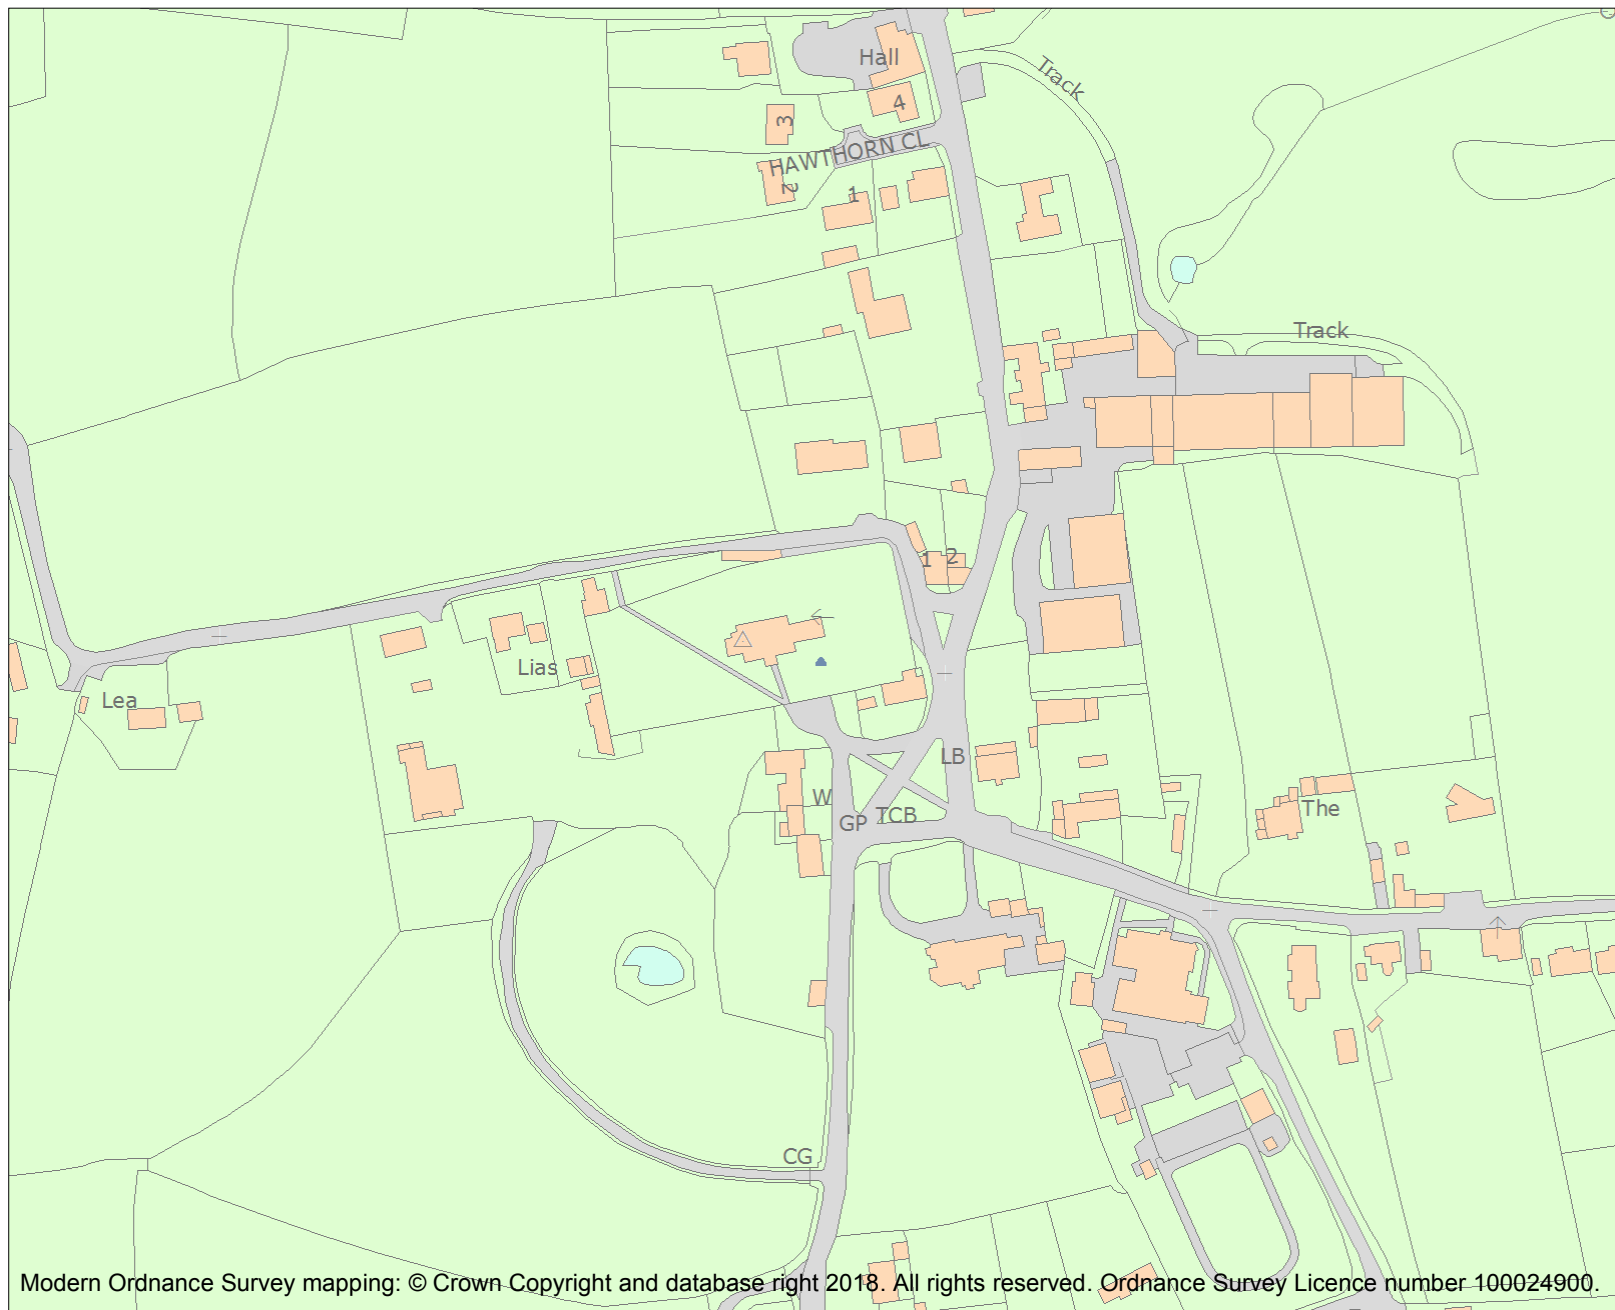 Hall
Track
4
3
HAWTHORN CL
2
1
Track
1
2
Lias
Lea
LB
W
TCB
GP
The
CG
Modern Ordnance Survey mapping: © Crown Copyright and database right 2018. All rights reserved. Ordnance Survey Licence number 100024900.